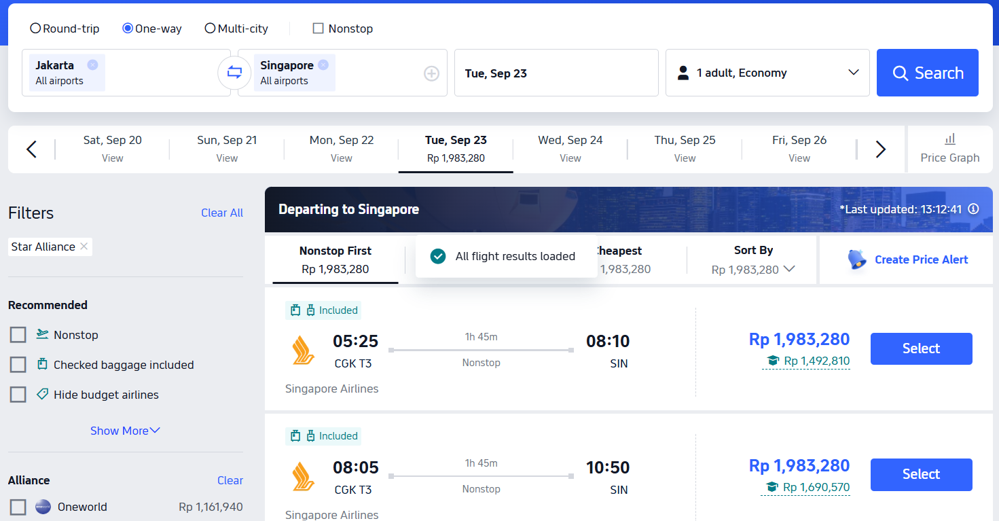 Round-trip One-way Multi-city Nonstop
Jakarta
All airports
Singapore
All airports
Tue, Sep 23
1 adult, Economy
Search
Sat, Sep 20
View
Sun, Sep 21
View
Mon, Sep 22
View
Tue, Sep 23
Rp 1,983,280
Wed, Sep 24
View
Thu, Sep 25
View
Fri, Sep 26
View
Price Graph
Filters
Clear All
Star Alliance
Recommended
Nonstop
Checked baggage included
Hide budget airlines
Show More
Alliance
Clear
Oneworld
Rp 1,161,940
Departing to Singapore
*Last updated: 13:12:41
Nonstop First
Rp 1,983,280
All flight results loaded
1,983,280
Sort By
Rp 1,983,280
Create Price Alert
Included
05:25
CGK T3
1h 45m
Nonstop
08:10
SIN
Singapore Airlines
Rp 1,983,280
Rp 1,492,810
Select
Included
08:05
CGK T3
1h 45m
Nonstop
10:50
SIN
Singapore Airlines
Rp 1,983,280
Rp 1,690,570
Select